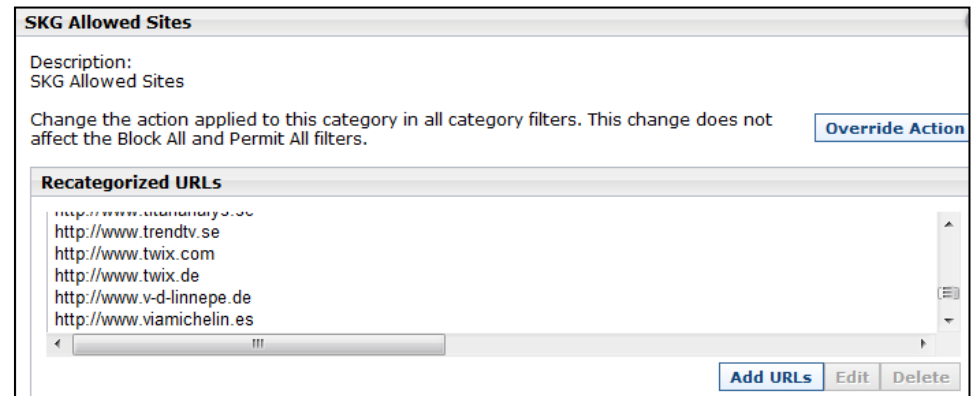 SKG Allowed Sites
Description:
SKG Allowed Sites
Change the action applied to this category in all category filters. This change does not
affect the Block All and Permit All filters.
Override Action
Recategorized URLs
http://www.trendtv.se
http://www.twix.com
http://www.twix.de
http://www.v-d-linnepe.de
http://www.viamichelin.es
Add URLs Edit Delete